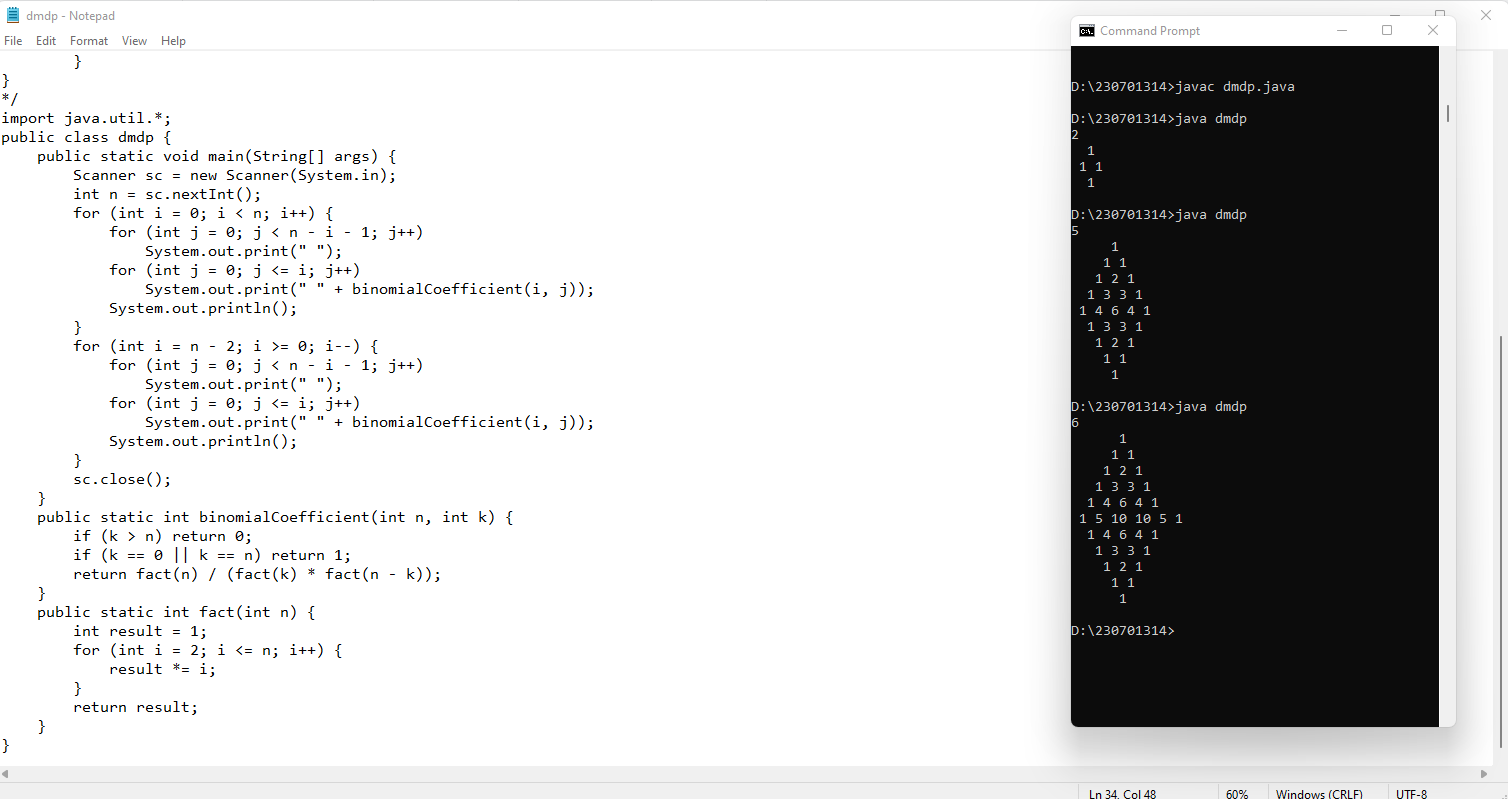 dmdp - Notepad
File Edit Format View Help
        }
}
*/
import java.util.*;
public class dmdp {
    public static void main(String[] args) {
        Scanner sc = new Scanner(System.in);
        int n = sc.nextInt();
        for (int i = 0; i < n; i++) {
            for (int j = 0; j < n - i - 1; j++)
                System.out.print(" ");
            for (int j = 0; j <= i; j++)
                System.out.print(" " + binomialCoefficient(i, j));
            System.out.println();
        }
        for (int i = n - 2; i >= 0; i--) {
            for (int j = 0; j < n - i - 1; j++)
                System.out.print(" ");
            for (int j = 0; j <= i; j++)
                System.out.print(" " + binomialCoefficient(i, j));
            System.out.println();
        }
        sc.close();
    }
    public static int binomialCoefficient(int n, int k) {
        if (k > n) return 0;
        if (k == 0 || k == n) return 1;
        return fact(n) / (fact(k) * fact(n - k));
    }
    public static int fact(int n) {
        int result = 1;
        for (int i = 2; i <= n; i++) {
            result *= i;
        }
        return result;
    }
}
Ln 34, Col 48 60% Windows (CRLF) UTF-8
Command Prompt
D:\230701314>javac dmdp.java
D:\230701314>java dmdp
2
  1
 1 1
  1
D:\230701314>java dmdp
5
     1
    1 1
   1 2 1
  1 3 3 1
 1 4 6 4 1
  1 3 3 1
   1 2 1
    1 1
     1
D:\230701314>java dmdp
6
      1
     1 1
    1 2 1
   1 3 3 1
  1 4 6 4 1
 1 5 10 10 5 1
  1 4 6 4 1
   1 3 3 1
    1 2 1
     1 1
      1
D:\230701314>